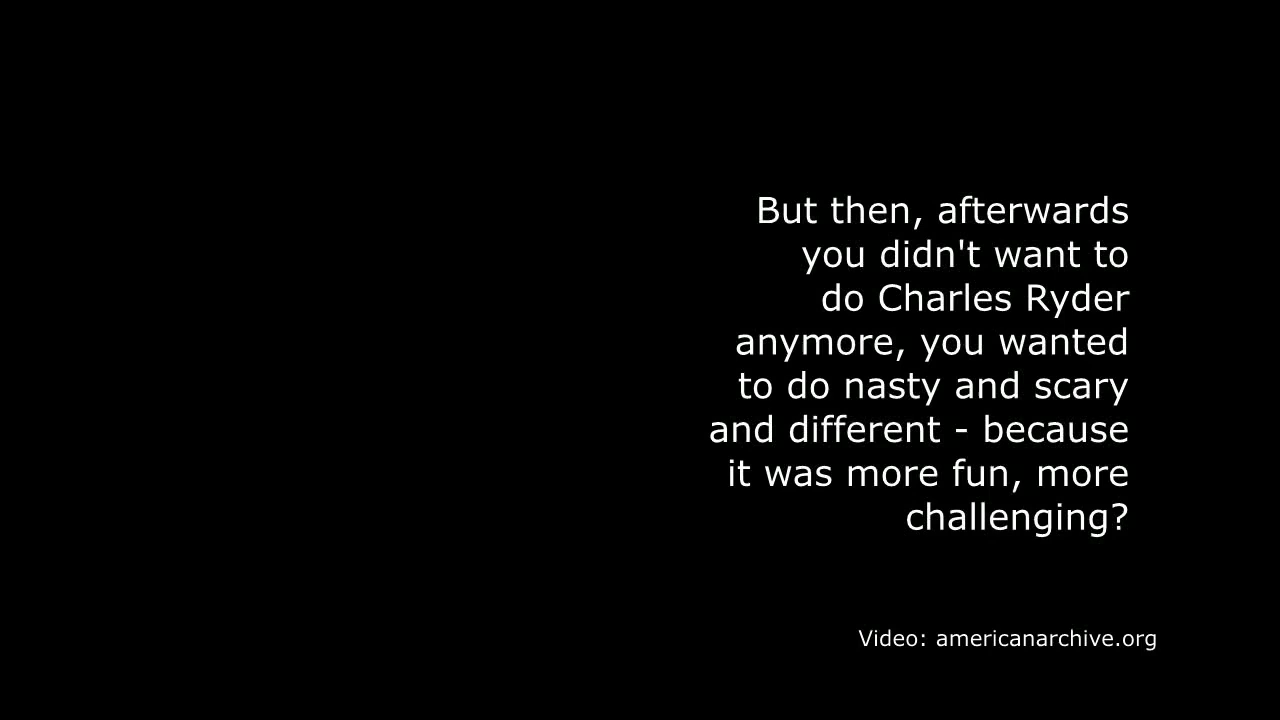 But then, afterwards
you didn't want to
do Charles Ryder
anymore, you wanted
to do nasty and scary
and different - because
it was more fun, more
challenging?
Video: americanarchive.org